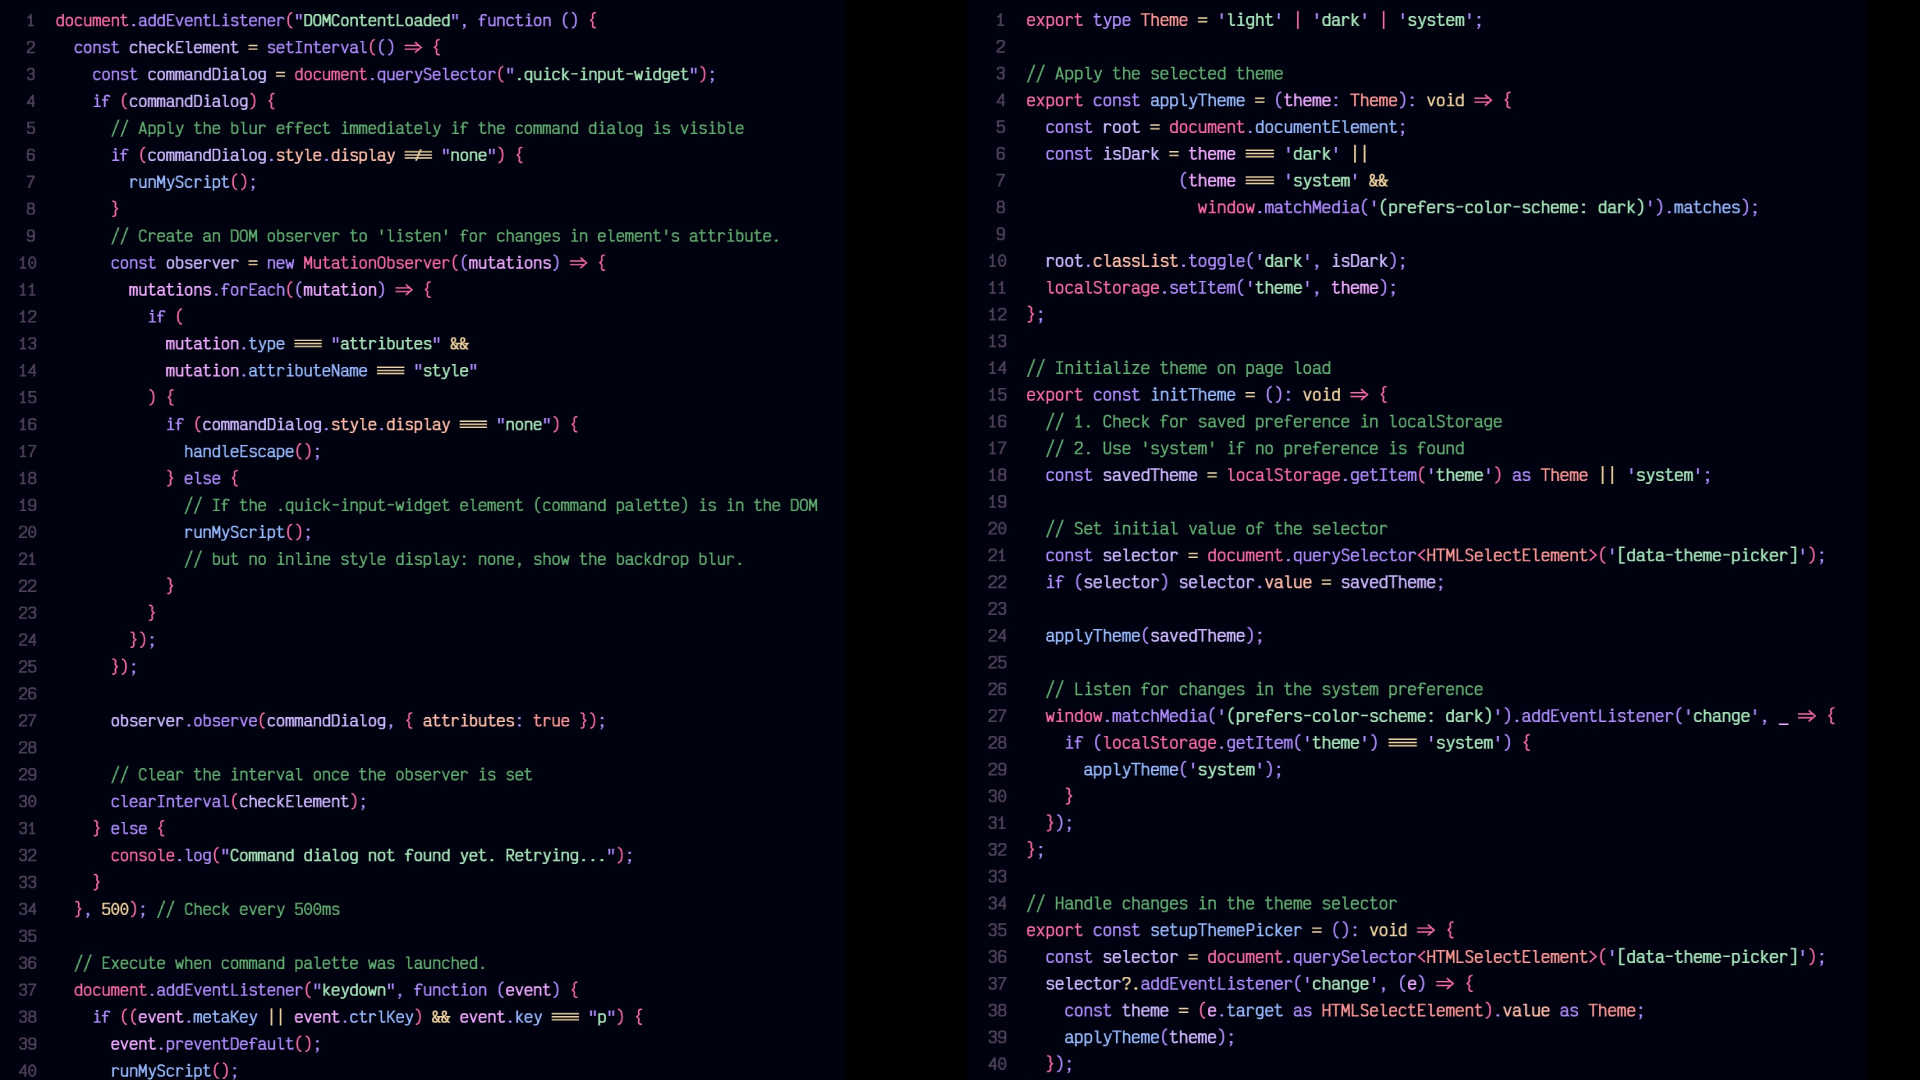 1 document.addEventListener("DOMContentLoaded", function () {
2 const checkElement = setInterval(() => {
3 const commandDialog = document.querySelector(".quick-input-widget");
4 if (commandDialog) {
5 // Apply the blur effect immediately if the command dialog is visible
6 if (commandDialog.style.display !== "none") {
7 runMyScript();
8 }
9 // Create an DOM observer to 'listen' for changes in element's attribute.
10 const observer = new MutationObserver((mutations) => {
11 mutations.forEach((mutation) => {
12 if (
13 mutation.type === "attributes" &&
14 mutation.attributeName === "style"
15 ) {
16 if (commandDialog.style.display === "none") {
17 handleEscape();
18 } else {
19 // If the .quick-input-widget element (command palette) is in the DOM
20 runMyScript();
21 // but no inline style display: none, show the backdrop blur.
22 }
23 }
24 });
25 });
26
27 observer.observe(commandDialog, { attributes: true });
28
29 // Clear the interval once the observer is set
30 clearInterval(checkElement);
31 } else {
32 console.log("Command dialog not found yet. Retrying...");
33 }
34 }, 500); // Check every 500ms
35
36 // Execute when command palette was launched.
37 document.addEventListener("keydown", function (event) {
38 if ((event.metaKey || event.ctrlKey) && event.key === "p") {
39 event.preventDefault();
40 runMyScript();
1 export type Theme = 'light' | 'dark' | 'system';
2
3 // Apply the selected theme
4 export const applyTheme = (theme: Theme): void => {
5 const root = document.documentElement;
6 const isDark = theme === 'dark' ||
7 (theme === 'system' &&
8 window.matchMedia('(prefers-color-scheme: dark)').matches);
9
10 root.classList.toggle('dark', isDark);
11 localStorage.setItem('theme', theme);
12 };
13
14 // Initialize theme on page load
15 export const initTheme = (): void => {
16 // 1. Check for saved preference in localStorage
17 // 2. Use 'system' if no preference is found
18 const savedTheme = localStorage.getItem('theme') as Theme || 'system';
19
20 // Set initial value of the selector
21 const selector = document.querySelector<HTMLSelectElement>('[data-theme-picker]');
22 if (selector) selector.value = savedTheme;
23
24 applyTheme(savedTheme);
25
26 // Listen for changes in the system preference
27 window.matchMedia('(prefers-color-scheme: dark)').addEventListener('change', _ => {
28 if (localStorage.getItem('theme') === 'system') {
29 applyTheme('system');
30 }
31 });
32 };
33
34 // Handle changes in the theme selector
35 export const setupThemePicker = (): void => {
36 const selector = document.querySelector<HTMLSelectElement>('[data-theme-picker]');
37 selector?.addEventListener('change', (e) => {
38 const theme = (e.target as HTMLSelectElement).value as Theme;
39 applyTheme(theme);
40 });